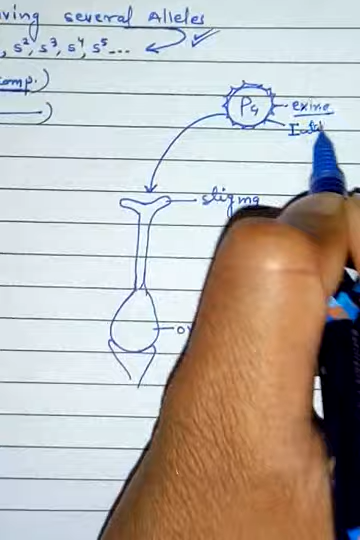 ving several Alleles
, s², s³, s⁴, s⁵...
comp.)
P4
exine
stigma